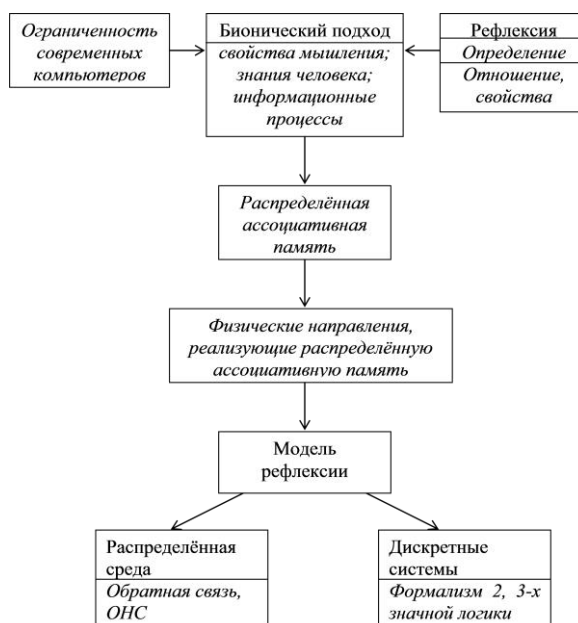 Ограниченность
современных
компьютеров
Бионический подход
свойства мышления;
знания человека;
информационные
процессы
Рефлексия
Определение
Отношение,
свойства
Распределённая
ассоциативная
память
Физические направления,
реализующие распределённую
ассоциативную память
Модель
рефлексии
Распределённая
среда
Обратная связь,
ОНС
Дискретные
системы
Формализм 2, 3-х
значной логики